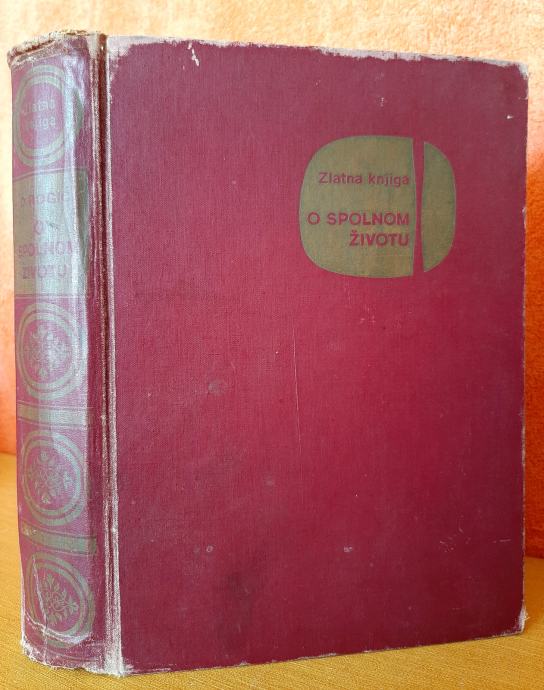 Zlatna
knjiga
O
SPOLNOM
ŽIVOTU
Zlatna knjiga
O SPOLNOM
ŽIVOTU